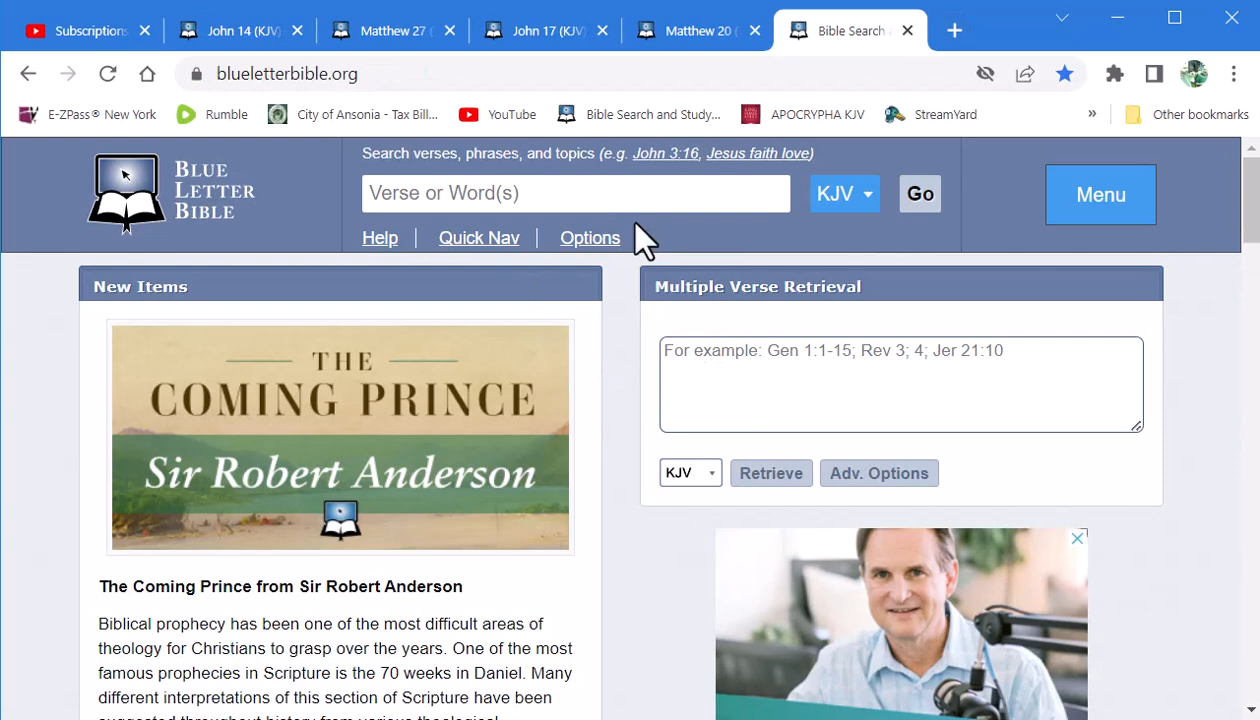 Subscriptions John 14 (KJV) Matthew 27 ( John 17 (KJV) Matthew 20 ( Bible Search a
blueletterbible.org
E-ZPass® New York Rumble City of Ansonia - Tax Bill... YouTube Bible Search and Study... APOCRYPHA KJV StreamYard » Other bookmarks
Search verses, phrases, and topics (e.g. John 3:16, Jesus faith love)
BLUE
LETTER
BIBLE
Verse or Word(s) KJV Go Menu
Help Quick Nav Options
New Items
Multiple Verse Retrieval
THE
COMING PRINCE
Sir Robert Anderson
For example: Gen 1:1-15; Rev 3; 4; Jer 21:10
KJV Retrieve Adv. Options
The Coming Prince from Sir Robert Anderson
Biblical prophecy has been one of the most difficult areas of
theology for Christians to grasp over the years. One of the most
famous prophecies in Scripture is the 70 weeks in Daniel. Many
different interpretations of this section of Scripture have been
suggested throughout history from various theological